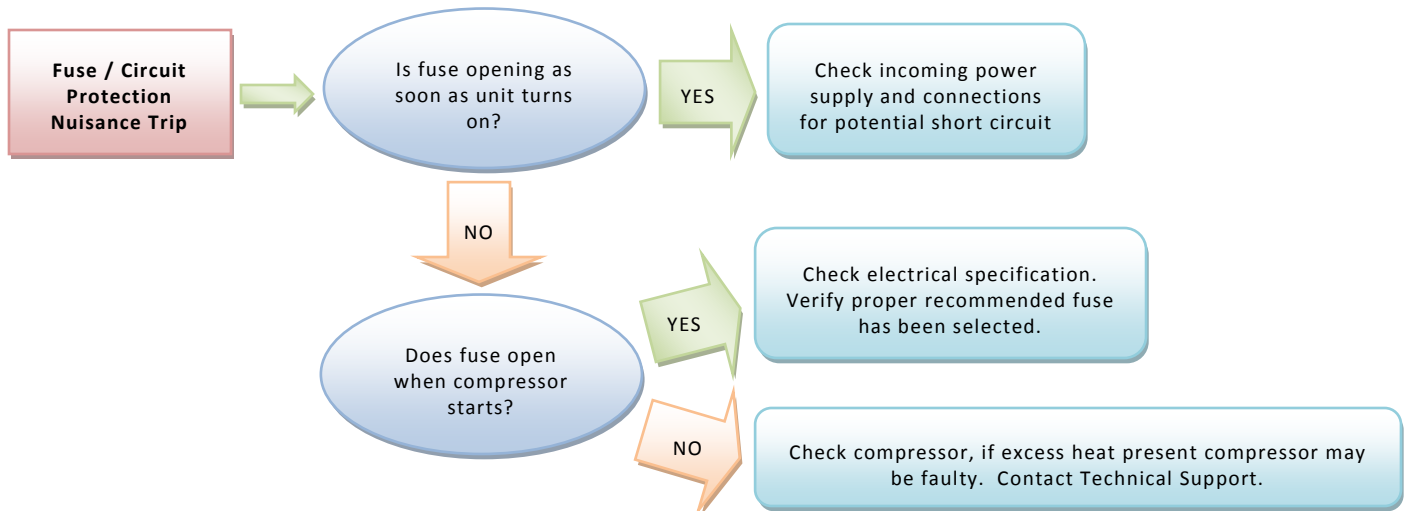 Fuse / Circuit
Protection
Nuisance Trip
Is fuse opening as
soon as unit turns
on?
YES
Check incoming power
supply and connections
for potential short circuit
NO
Does fuse open
when compressor
starts?
YES
Check electrical specification.
Verify proper recommended fuse
has been selected.
NO
Check compressor, if excess heat present compressor may
be faulty.  Contact Technical Support.